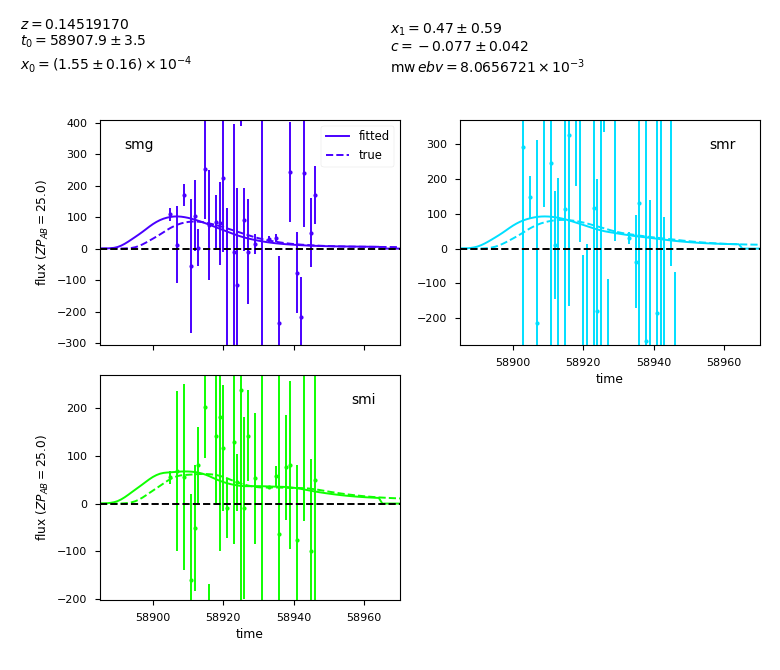 z = 0.14519170
t₀ = 58907.9 ± 3.5
x₀ = (1.55 ± 0.16) × 10⁻⁴
x₁ = 0.47 ± 0.59
c = −0.077 ± 0.042
mw ebv = 8.0656721 × 10⁻³
smg
fitted
true
400
300
200
100
0
−100
−200
−300
flux (ZP_AB = 25.0)
smr
300
200
100
0
−100
−200
58900 58920 58940 58960
time
smi
200
100
0
−100
−200
flux (ZP_AB = 25.0)
58900 58920 58940 58960
time